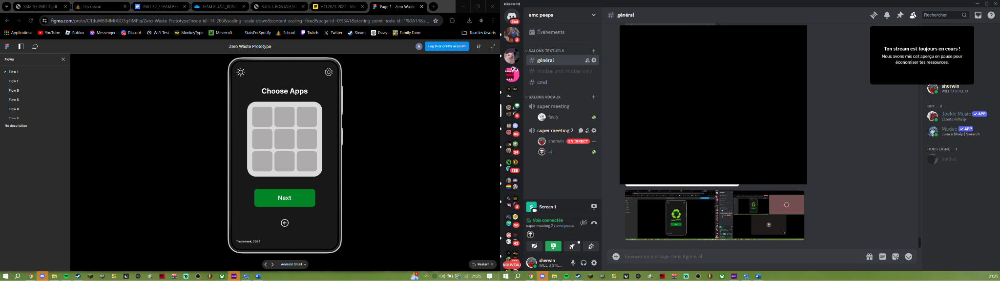 SAMPLE PART 4.pdf
Discussion
PART 3.2 / TEAM BRA
TEAM R.U.S.T_RONTA
R.U.S.T. RONTALE,SU
HCI 2023-2024 - Mi
Page 1 - Zero Waste
figma.com/proto/OTjfuWBIMMtAlO3q4iMPia/Zero-Waste-Prototype?node-id=14-266&scaling=scale-down&content-scaling=fixed&page-id=0%3A1&starting-point-node-id=1%3A14&s...
Applications
YouTube
Roblox
Messenger
Discord
WiFi Test
MonkeyType
Minecraft
StatsForSpotify
School
Twitch
Twitter
Steam
Essay
Family Farm
Tous les favoris
Zero Waste Prototype
A
Log in or create account
Flows
Flow 1
Flow 1
Flow 5
Flow 5
Flow 6
No description
Choose Apps
Next
Trademark, 2024
Android Small
Restart R
21:25
Discord
emc peeps
Événements
SALONS TEXTUELS
général
mudae and mudae only
cmd
SALONS VOCAUX
super meeting
favio
super meeting 2
sherwin EN DIRECT
al
Screen 1
Voix connectée
super meeting 2 / emc peeps
sherwin
WILL U STIL...
366
2
9
86
34
138
3
56
42
NOUVEAU
général
Rechercher
Ton stream est toujours en cours !
Nous avons mis cet aperçu en pause pour
économiser tes ressources.
sherwin
WILL U STILL U
BOT — 2
Jockie Music APP
Écoute m!help
Mudae APP
Joue à $help | $search
HORS LIGNE — 1
michel
Envoyer un message dans #général
GIF
21:25